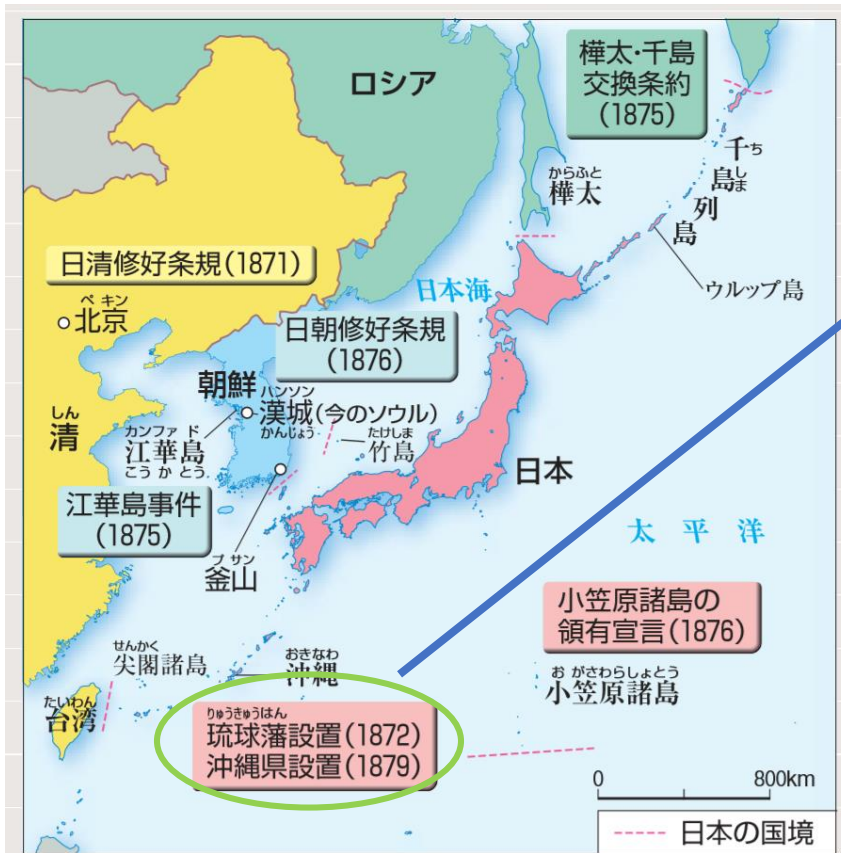 ロシア
樺太・千島
交換条約
(1875)
ち
千
しま
島
列
島
からふと
樺太
ウルップ島
日清修好条規(1871)
ペキン
北京
日本海
日朝修好条規
(1876)
朝鮮
ハンソン
漢城(今のソウル)
かんじょう
しん
清
カンファド
江華島
こうかとう
たけしま
竹島
日本
江華島事件
(1875)
プサン
釜山
太平洋
小笠原諸島の
領有宣言(1876)
せんかく
尖閣諸島
おきなわ
沖縄
おがさわらしょとう
小笠原諸島
たいわん
台湾
りゅうきゅうはん
琉球藩設置(1872)
沖縄県設置(1879)
0 800km
日本の国境